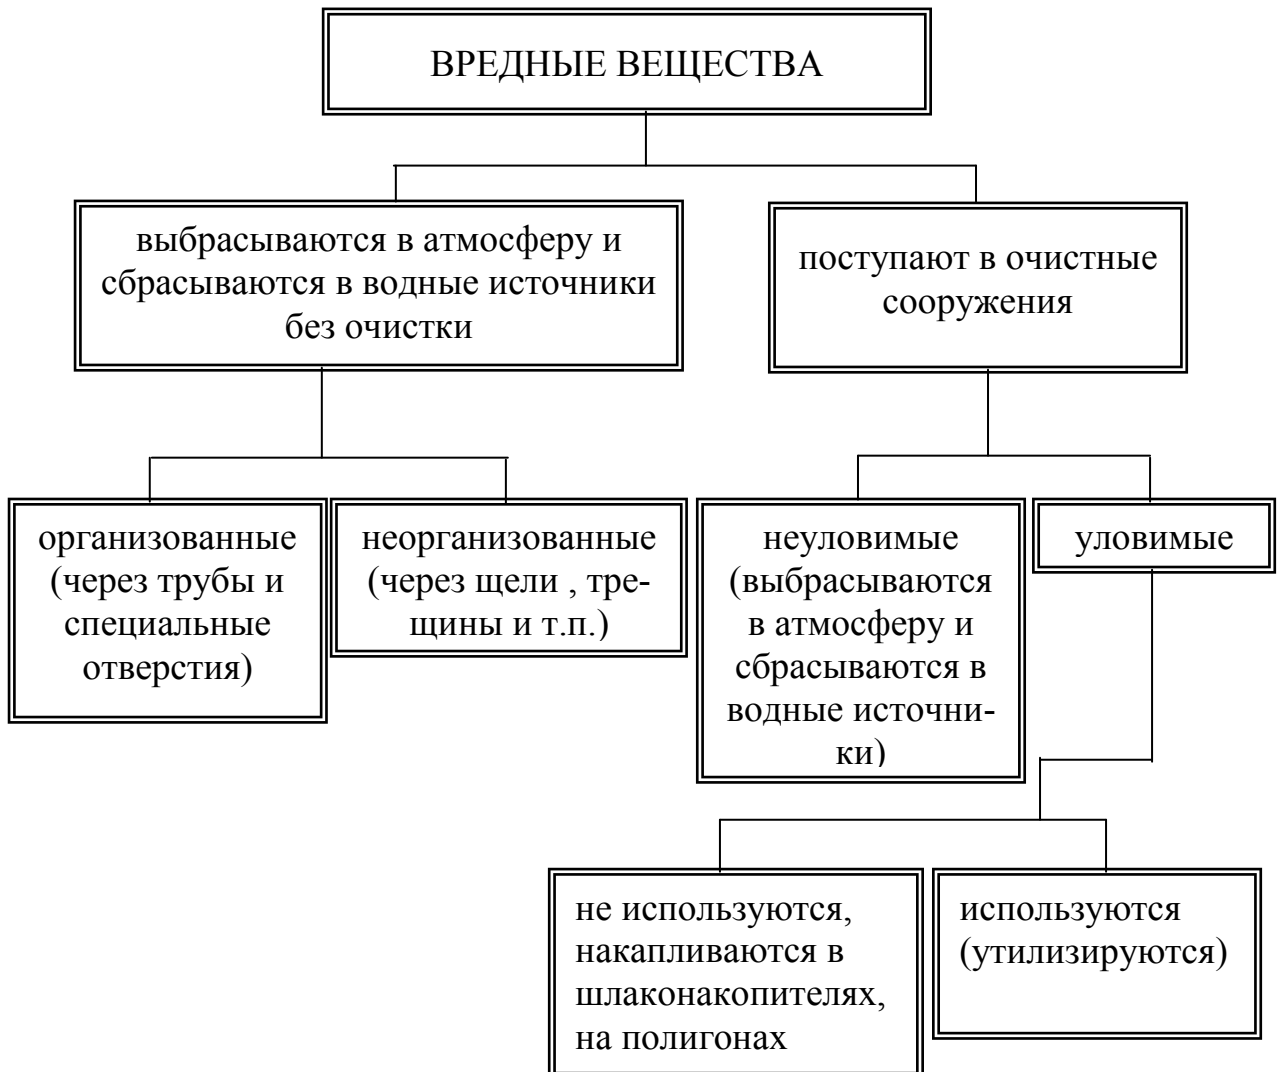 ВРЕДНЫЕ ВЕЩЕСТВА
выбрасываются в атмосферу и
сбрасываются в водные источники
без очистки
поступают в очистные
сооружения
организованные
(через трубы и
специальные
отверстия)
неорганизованные
(через щели , тре-
щины и т.п.)
неуловимые
(выбрасываются
в атмосферу и
сбрасываются в
водные источни-
ки)
уловимые
не используются,
накапливаются в
шлаконакопителях,
на полигонах
используются
(утилизируются)